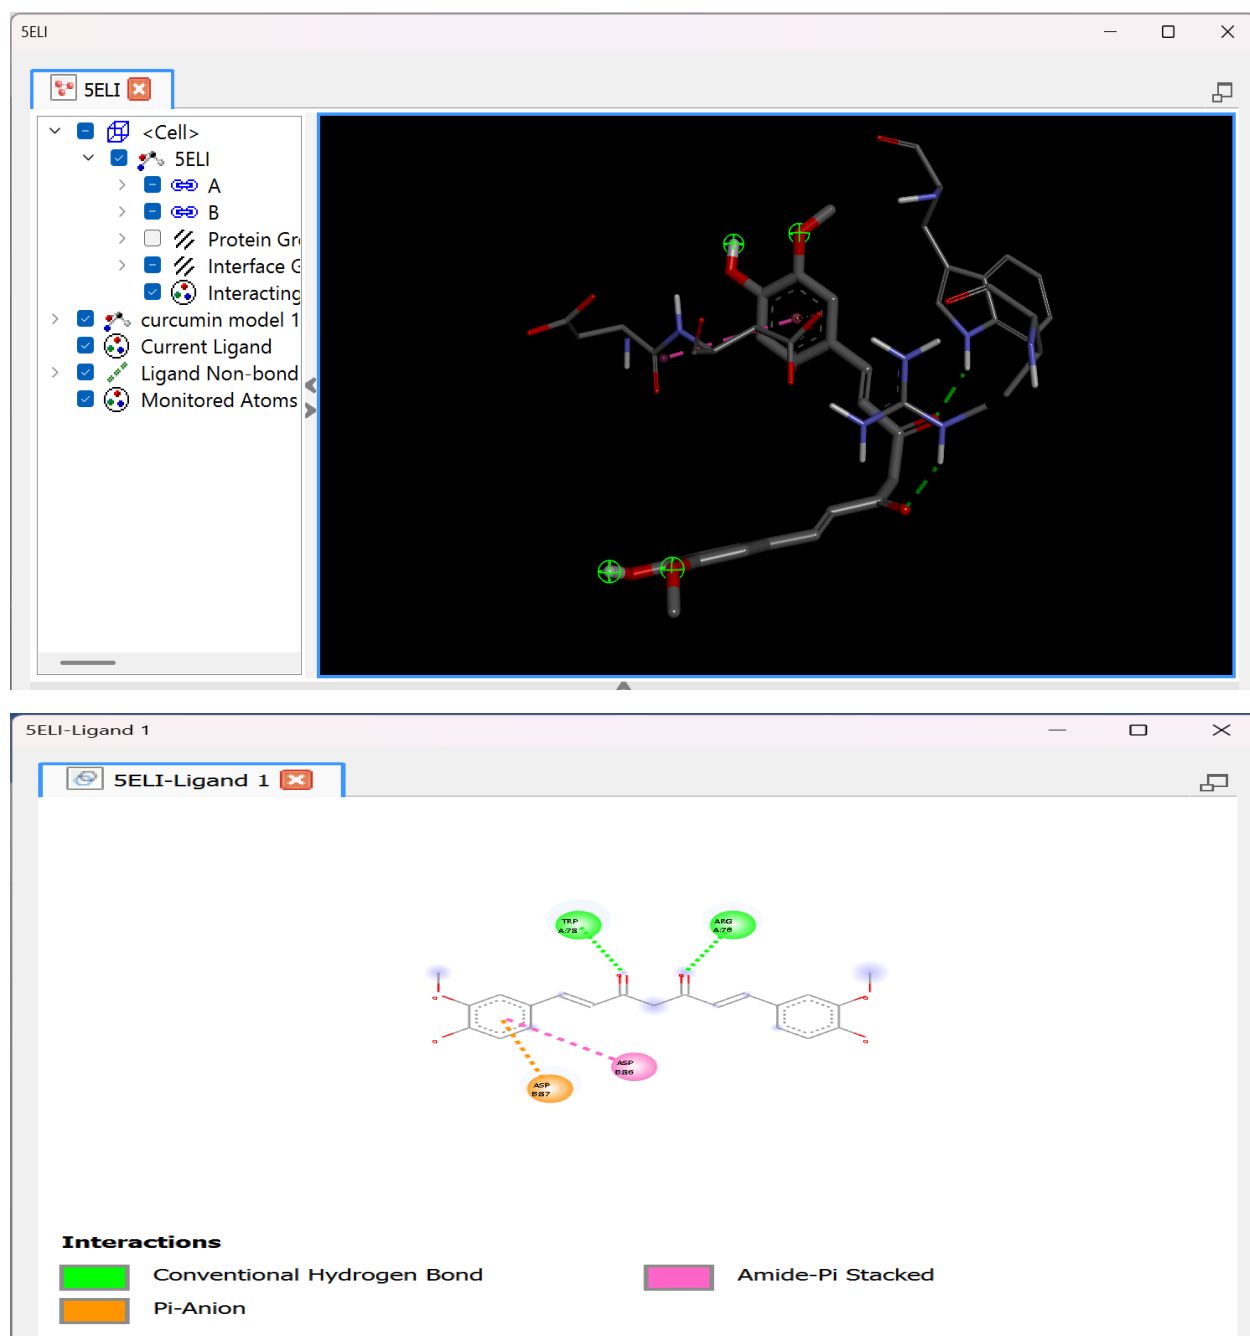 5ELI
5ELI
<Cell>
5ELI
A
B
Protein Gr
Interface G
Interacting
curcumin model 1
Current Ligand
Ligand Non-bond
Monitored Atoms
5ELI-Ligand 1
5ELI-Ligand 1
TRP
A:78
ARG
A:76
ASP
B:86
ASP
B:87
Interactions
Conventional Hydrogen Bond
Amide-Pi Stacked
Pi-Anion